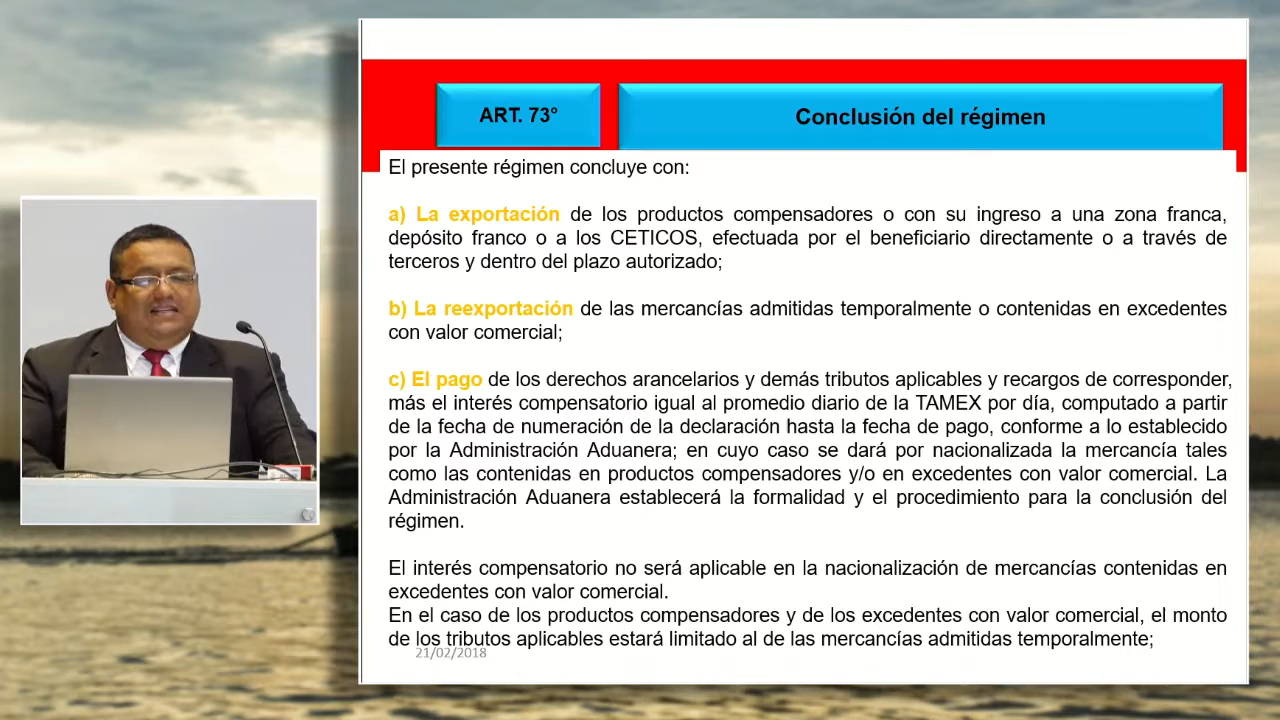 ART. 73°
Conclusión del régimen
El presente régimen concluye con:
a) La exportación de los productos compensadores o con su ingreso a una zona franca,
depósito franco o a los CETICOS, efectuada por el beneficiario directamente o a través de
terceros y dentro del plazo autorizado;
b) La reexportación de las mercancías admitidas temporalmente o contenidas en excedentes
con valor comercial;
c) El pago de los derechos arancelarios y demás tributos aplicables y recargos de corresponder,
más el interés compensatorio igual al promedio diario de la TAMEX por día, computado a partir
de la fecha de numeración de la declaración hasta la fecha de pago, conforme a lo establecido
por la Administración Aduanera; en cuyo caso se dará por nacionalizada la mercancía tales
como las contenidas en productos compensadores y/o en excedentes con valor comercial. La
Administración Aduanera establecerá la formalidad y el procedimiento para la conclusión del
régimen.
El interés compensatorio no será aplicable en la nacionalización de mercancías contenidas en
excedentes con valor comercial.
En el caso de los productos compensadores y de los excedentes con valor comercial, el monto
de los tributos aplicables estará limitado al de las mercancías admitidas temporalmente;
21/02/2018